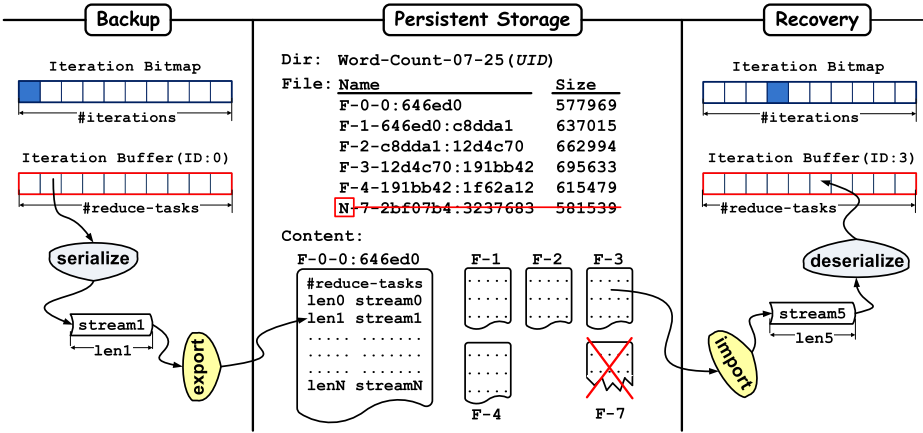 Backup
Persistent Storage
Recovery
Iteration Bitmap
#iterations
Iteration Buffer(ID:0)
#reduce-tasks
serialize
stream1
len1
export
Dir: Word-Count-07-25(UID)
File: Name Size
F-0-0:646ed0 577969
F-1-646ed0:c8dda1 637015
F-2-c8dda1:12d4c70 662994
F-3-12d4c70:191bb42 695633
F-4-191bb42:1f62a12 615479
N-7-2bf07b4:3237683 581539
Content:
F-0-0:646ed0
#reduce-tasks
len0 stream0
len1 stream1
..... .......
..... .......
lenN streamN
F-1
F-2
F-3
F-4
F-7
Iteration Bitmap
#iterations
Iteration Buffer(ID:3)
#reduce-tasks
deserialize
stream5
len5
import